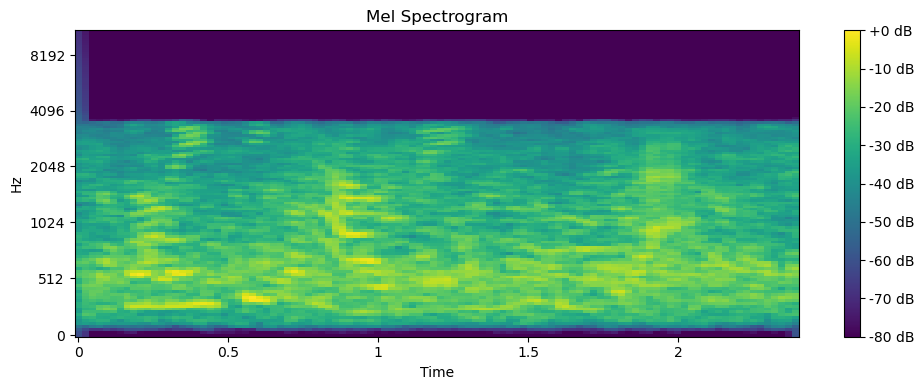 Mel Spectrogram
8192
4096
2048
1024
512
0
Hz
0
0.5
1
1.5
2
Time
+0 dB
-10 dB
-20 dB
-30 dB
-40 dB
-50 dB
-60 dB
-70 dB
-80 dB